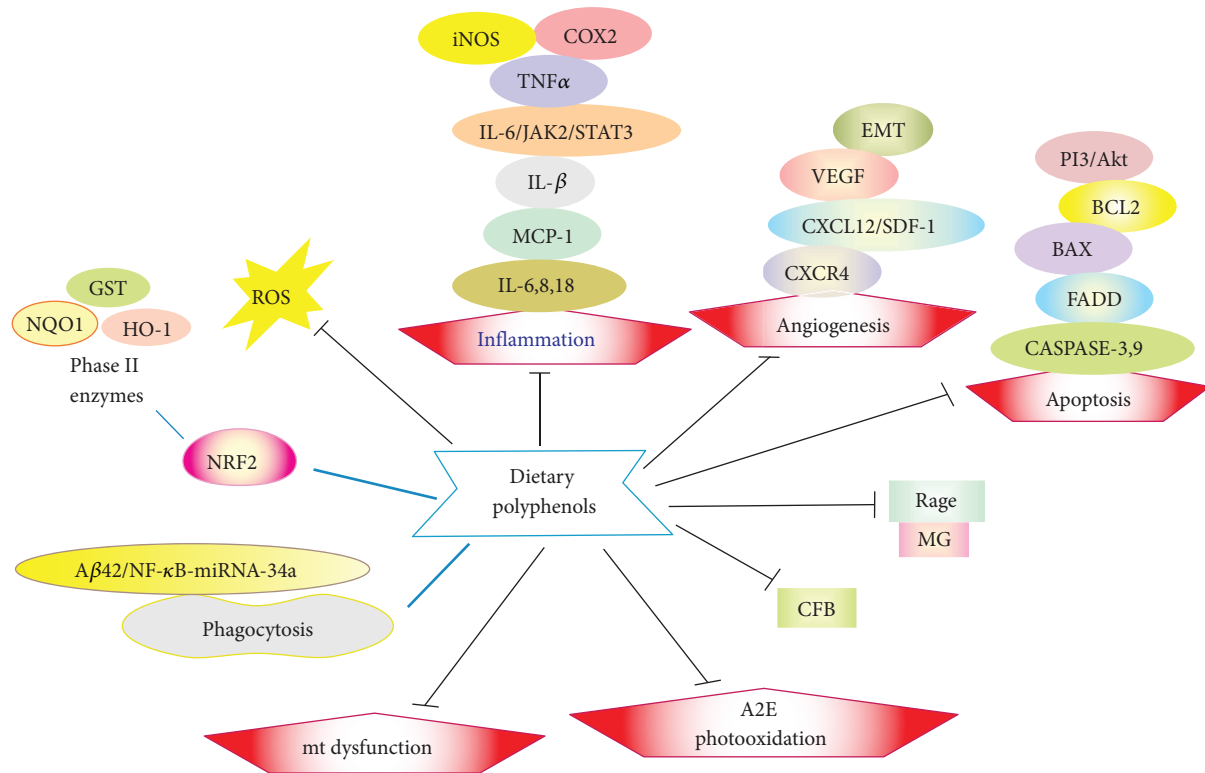 iNOS
COX2
TNFα
IL-6/JAK2/STAT3
IL-β
MCP-1
IL-6,8,18
Inflammation
EMT
VEGF
CXCL12/SDF-1
CXCR4
Angiogenesis
PI3/Akt
BCL2
BAX
FADD
CASPASE-3,9
Apoptosis
GST
NQO1
HO-1
Phase II
enzymes
ROS
NRF2
Dietary
polyphenols
Rage
MG
CFB
Aβ42/NF-κB-miRNA-34a
Phagocytosis
mt dysfunction
A2E
photooxidation